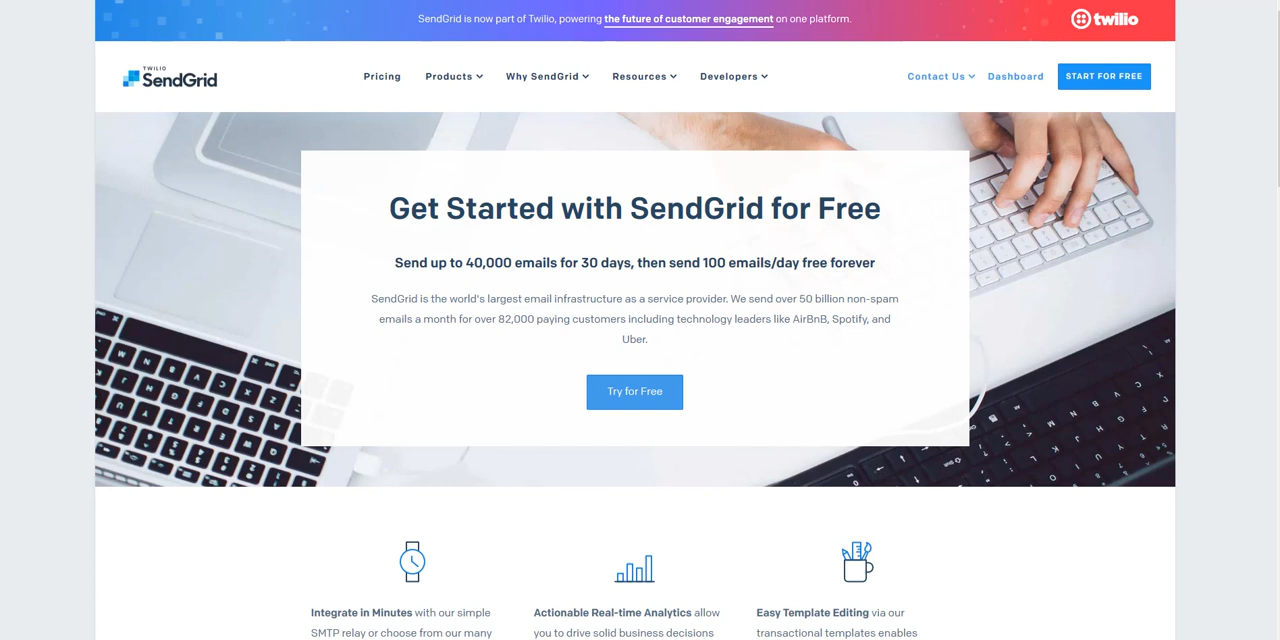 SendGrid is now part of Twilio, powering the future of customer engagement on one platform.
twilio
TWILIO
SendGrid
Pricing
Products
Why SendGrid
Resources
Developers
Contact Us
Dashboard
START FOR FREE
Get Started with SendGrid for Free
Send up to 40,000 emails for 30 days, then send 100 emails/day free forever
SendGrid is the world's largest email infrastructure as a service provider. We send over 50 billion non-spam
emails a month for over 82,000 paying customers including technology leaders like AirBnB, Spotify, and
Uber.
Try for Free
Integrate in Minutes with our simple
SMTP relay or choose from our many
Actionable Real-time Analytics allow
you to drive solid business decisions
Easy Template Editing via our
transactional templates enables